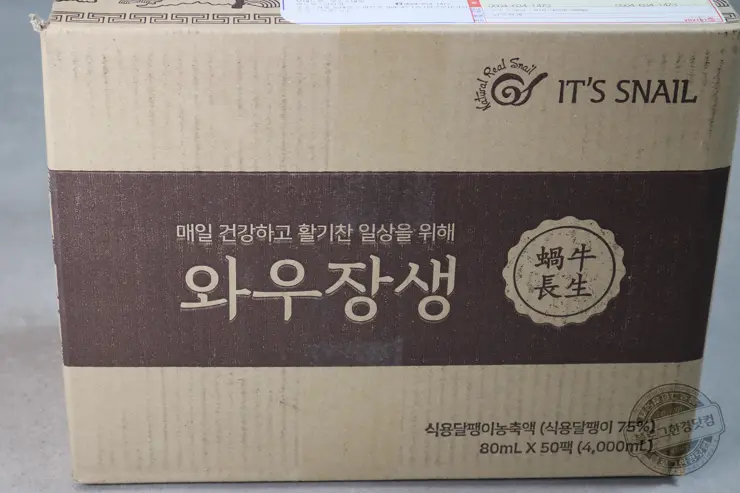 Natural Real Snail
IT'S SNAIL
매일 건강하고 활기찬 일상을 위해
와우장생
蝸牛
長生
식용달팽이농축액 (식용달팽이 75%)
80mL X 50팩 (4,000mL)